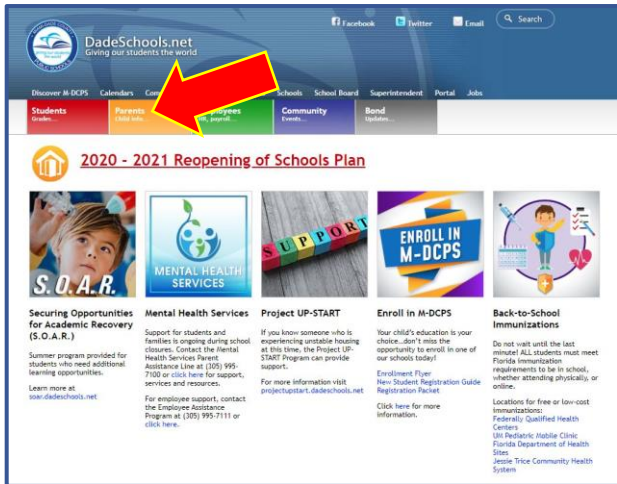 Facebook
Twitter
Email
Search
DadeSchools.net
Giving our students the world
Discover M-DCPS
Calendars
Schools
School Board
Superintendent
Portal
Jobs
Students
Grades...
Parents
Child info...
payroll...
Community
Events...
Bond
Updates...
2020 - 2021 Reopening of Schools Plan
S.O.A.R.
MENTAL HEALTH
SERVICES
SUPPORT
ENROLL IN
M-DCPS
Securing Opportunities
for Academic Recovery
(S.O.A.R.)
Summer program provided for
students who need additional
learning opportunities.
Learn more at
soar.dadeschools.net
Mental Health Services
Support for students and
families is ongoing during school
closures. Contact the Mental
Health Services Parent
Assistance Line at (305) 995-
7100 or click here for support,
services and resources.
For employee support, contact
the Employee Assistance
Program at (305) 995-7111 or
click here.
Project UP-START
If you know someone who is
experiencing unstable housing
at this time, the Project UP-
START Program can provide
support.
For more information visit
projectupstart.dadeschools.net
Enroll in M-DCPS
Your child's education is your
choice...don't miss the
opportunity to enroll in one of
our schools today!
Enrollment Flyer
New Student Registration Guide
Registration Packet
Click here for more
information.
Back-to-School
Immunizations
Do not wait until the last
minute! ALL students must meet
Florida immunization
requirements to be in school,
whether attending physically, or
online.
Locations for free or low-cost
immunizations:
Federally Qualified Health
Centers
UM Pediatric Mobile Clinic
Florida Department of Health
Sites
Jessie Trice Community Health
System